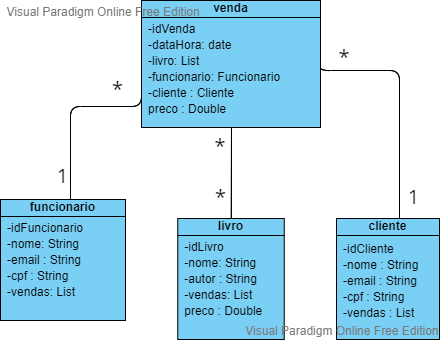 Visual Paradigm Online Free Edition
venda
-idVenda
-dataHora: date
-livro: List
-funcionario: Funcionario
-cliente : Cliente
preco : Double
*
*
*
*
1
1
funcionario
-idFuncionario
-nome: String
-email : String
-cpf : String
-vendas: List
livro
-idLivro
-nome: String
-autor : String
-vendas: List
preco : Double
cliente
-idCliente
-nome : String
-email : String
-cpf : String
-vendas : List
Visual Paradigm Online Free Edition